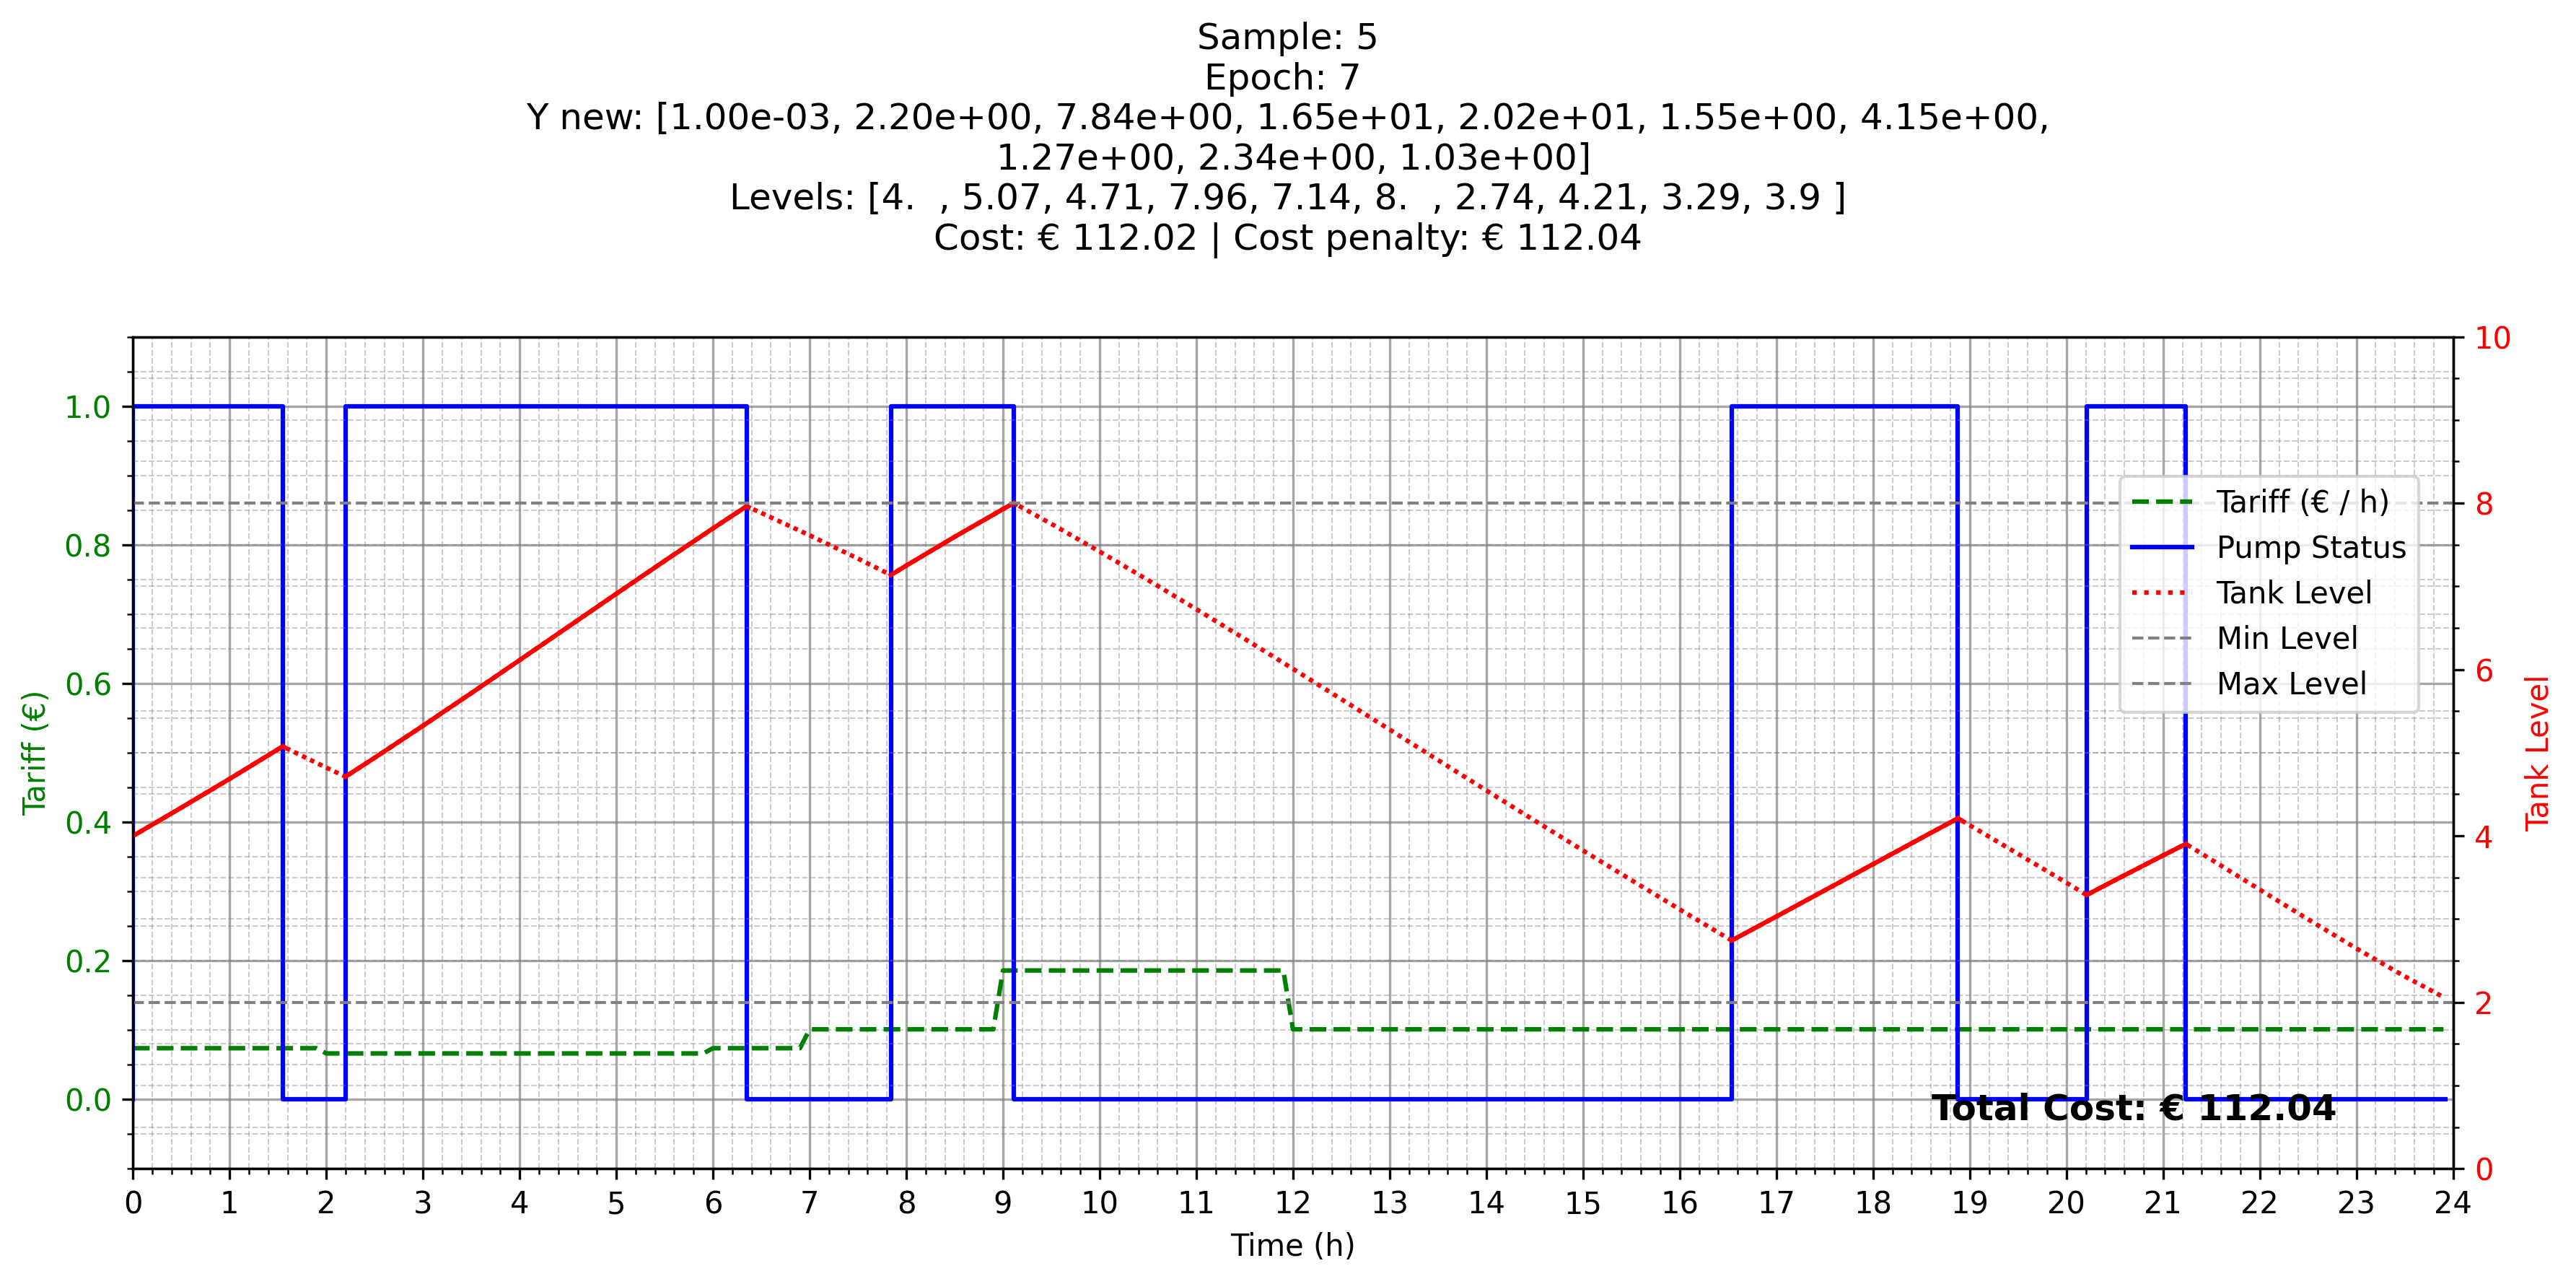 Sample: 5
Epoch: 7
Y new: [1.00e-03, 2.20e+00, 7.84e+00, 1.65e+01, 2.02e+01, 1.55e+00, 4.15e+00,
1.27e+00, 2.34e+00, 1.03e+00]
Levels: [4.  , 5.07, 4.71, 7.96, 7.14, 8.  , 2.74, 4.21, 3.29, 3.9 ]
Cost: € 112.02 | Cost penalty: € 112.04
Tariff (€)
1.0
0.8
0.6
0.4
0.2
0.0
10
8
6
4
2
0
Tank Level
Tariff (€ / h)
Pump Status
Tank Level
Min Level
Max Level
Total Cost: € 112.04
0 1 2 3 4 5 6 7 8 9 10 11 12 13 14 15 16 17 18 19 20 21 22 23 24
Time (h)